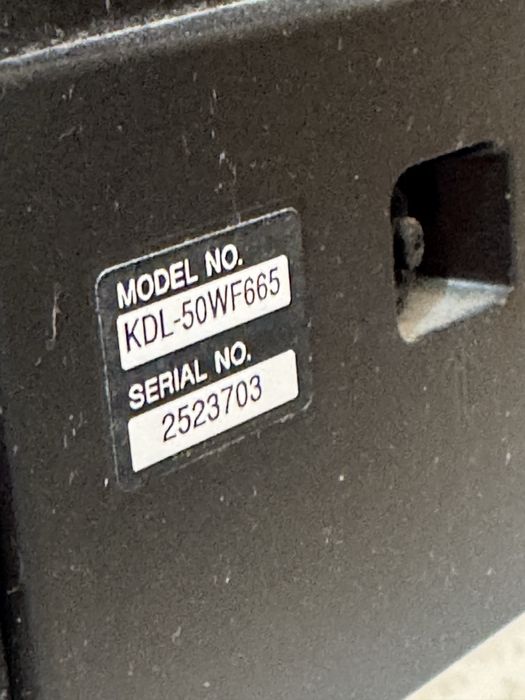 MODEL NO.
KDL-50WF665
SERIAL NO.
2523703